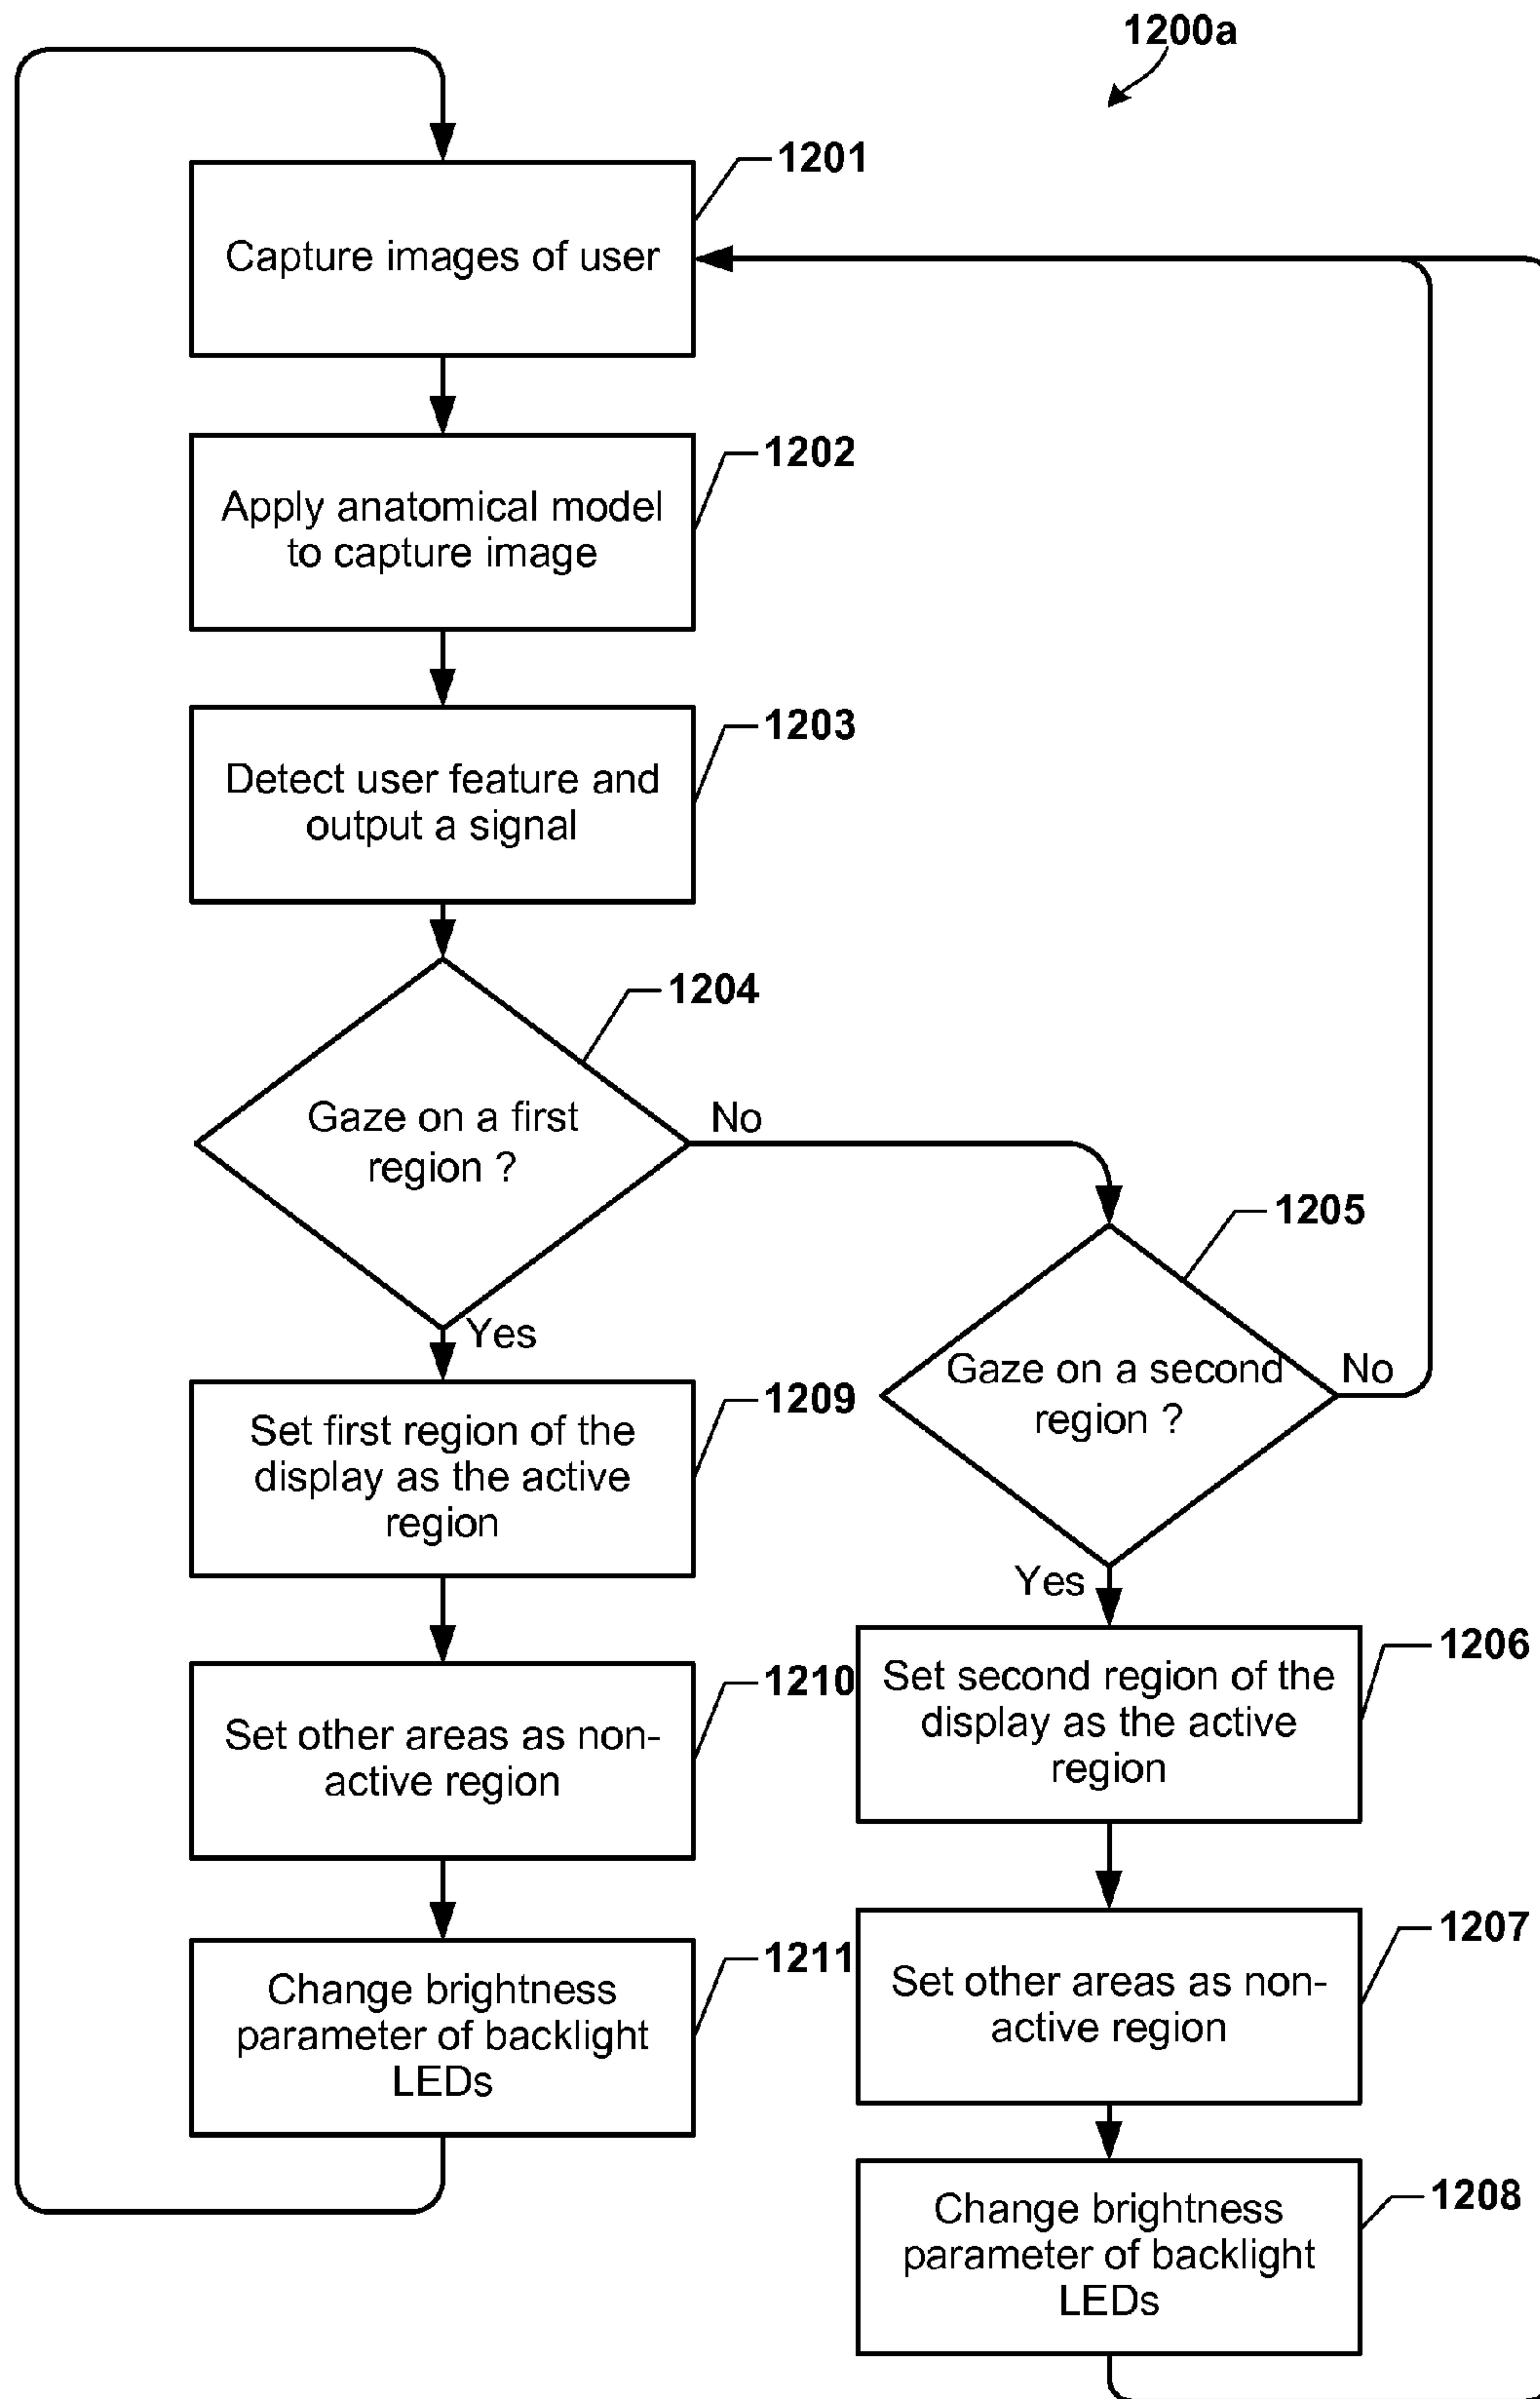 1200a
1201
Capture images of user
1202
Apply anatomical model
to capture image
1203
Detect user feature and
output a signal
1204
Gaze on a first
region ?
No
Yes
1205
Gaze on a second
region ?
No
Yes
1209
Set first region of the
display as the active
region
1210
Set other areas as non-
active region
1211
Change brightness
parameter of backlight
LEDs
1206
Set second region of the
display as the active
region
1207
Set other areas as non-
active region
1208
Change brightness
parameter of backlight
LEDs